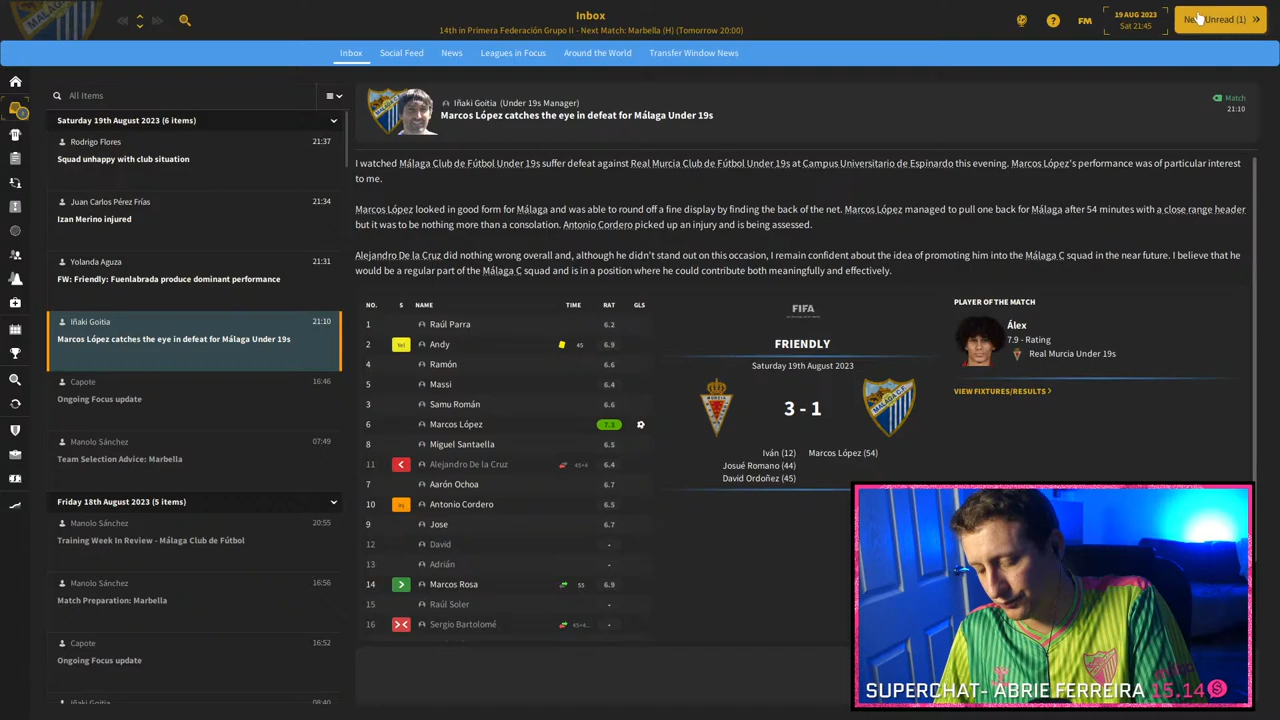 Inbox
14th in Primera Federación Grupo II - Next Match: Marbella (H) (Tomorrow 20:00)
FM
19 AUG 2023
Sat 21:45
Unread (1)
Inbox
Social Feed
News
Leagues in Focus
Around the World
Transfer Window News
All Items
Saturday 19th August 2023 (6 items)
Rodrigo Flores 21:37
Squad unhappy with club situation
Juan Carlos Pérez Frías 21:34
Izan Merino injured
Yolanda Aguza 21:31
FW: Friendly: Fuenlabrada produce dominant performance
Iñaki Goitia 21:10
Marcos López catches the eye in defeat for Málaga Under 19s
Capote 16:46
Ongoing Focus update
Manolo Sánchez 07:49
Team Selection Advice: Marbella
Friday 18th August 2023 (5 items)
Manolo Sánchez 20:55
Training Week In Review - Málaga Club de Fútbol
Manolo Sánchez 16:56
Match Preparation: Marbella
Capote 16:52
Ongoing Focus update
Iñaki Goitia 08:40
Iñaki Goitia (Under 19s Manager)
Marcos López catches the eye in defeat for Málaga Under 19s
Match
21:10
I watched Málaga Club de Fútbol Under 19s suffer defeat against Real Murcia Club de Fútbol Under 19s at Campus Universitario de Espinardo this evening. Marcos López's performance was of particular interest
to me.
Marcos López looked in good form for Málaga and was able to round off a fine display by finding the back of the net. Marcos López managed to pull one back for Málaga after 54 minutes with a close range header
but it was to be nothing more than a consolation. Antonio Cordero picked up an injury and is being assessed.
Alejandro De la Cruz did nothing wrong overall and, although he didn't stand out on this occasion, I remain confident about the idea of promoting him into the Málaga C squad in the near future. I believe that he
would be a regular part of the Málaga C squad and is in a position where he could contribute both meaningfully and effectively.
NO. S NAME TIME RAT GLS
1 Raúl Parra 6.2
2 Yel Andy 45 6.9
4 Ramón 6.6
5 Massi 6.4
3 Samu Román 6.6
6 Marcos López 7.3
8 Miguel Santaella 6.5
11 Alejandro De la Cruz 45+4 6.4
7 Aarón Ochoa 6.7
10 Inj Antonio Cordero 6.5
9 Jose 6.7
12 David -
13 Adrián -
14 Marcos Rosa 55 6.9
15 Raúl Soler -
16 Sergio Bartolomé 45+4... -
FIFA
FRIENDLY
Saturday 19th August 2023
3 - 1
Iván (12)
Josué Romano (44)
David Ordoñez (45)
Marcos López (54)
PLAYER OF THE MATCH
Álex
7.9 - Rating
Real Murcia Under 19s
VIEW FIXTURES/RESULTS >
SUPERCHAT- ABRIE FERREIRA 15.14 $